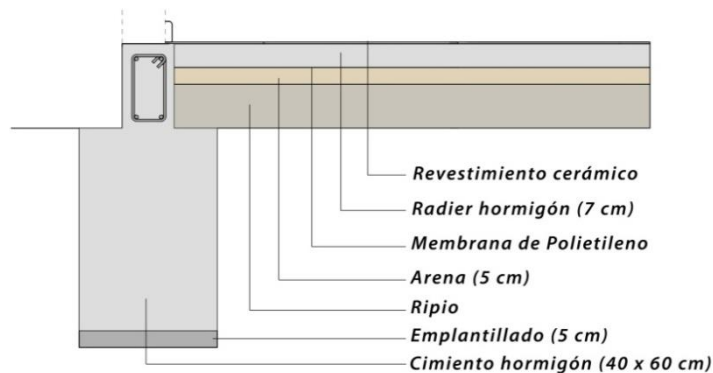 Revestimiento cerámico
Radier hormigón (7 cm)
Membrana de Polietileno
Arena (5 cm)
Ripio
Emplantillado (5 cm)
Cimiento hormigón (40 x 60 cm)